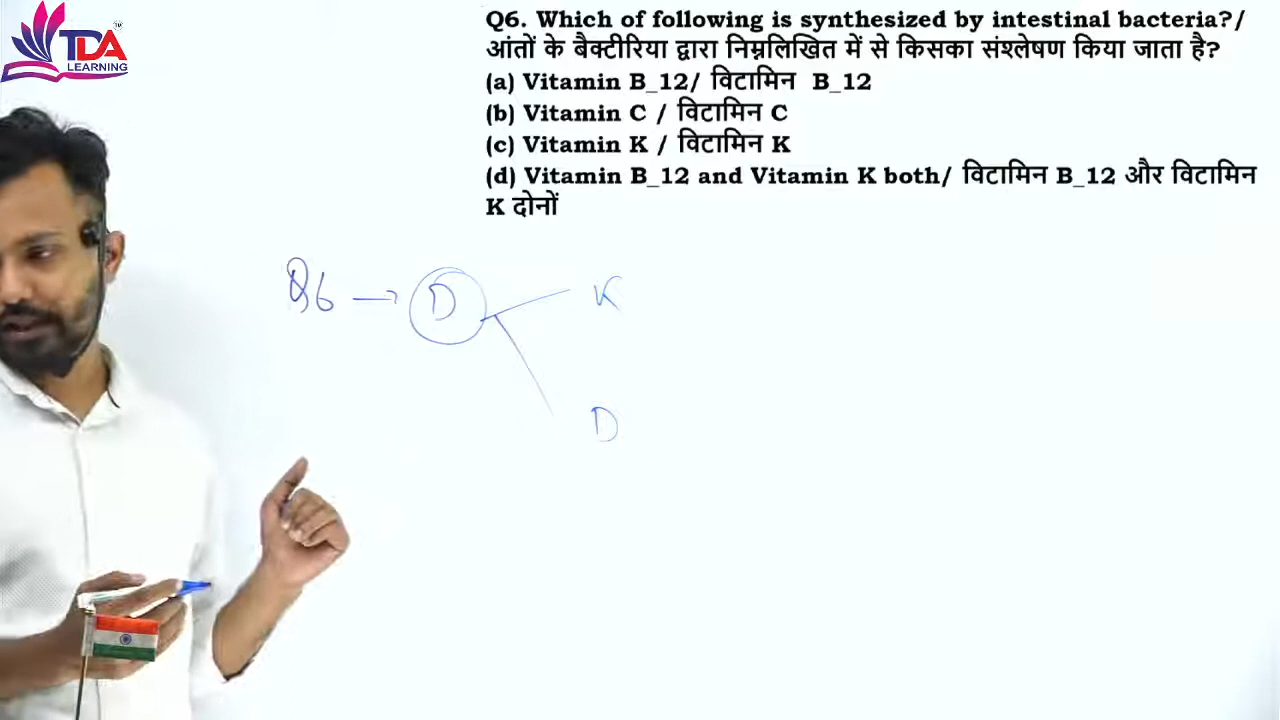 TDA
LEARNING
Q6. Which of following is synthesized by intestinal bacteria?/
आंतों के बैक्टीरिया द्वारा निम्नलिखित में से किसका संश्लेषण किया जाता है?
(a) Vitamin B_12/ विटामिन B_12
(b) Vitamin C / विटामिन C
(c) Vitamin K / विटामिन K
(d) Vitamin B_12 and Vitamin K both/ विटामिन B_12 और विटामिन
K दोनों
Q6 → D K
D